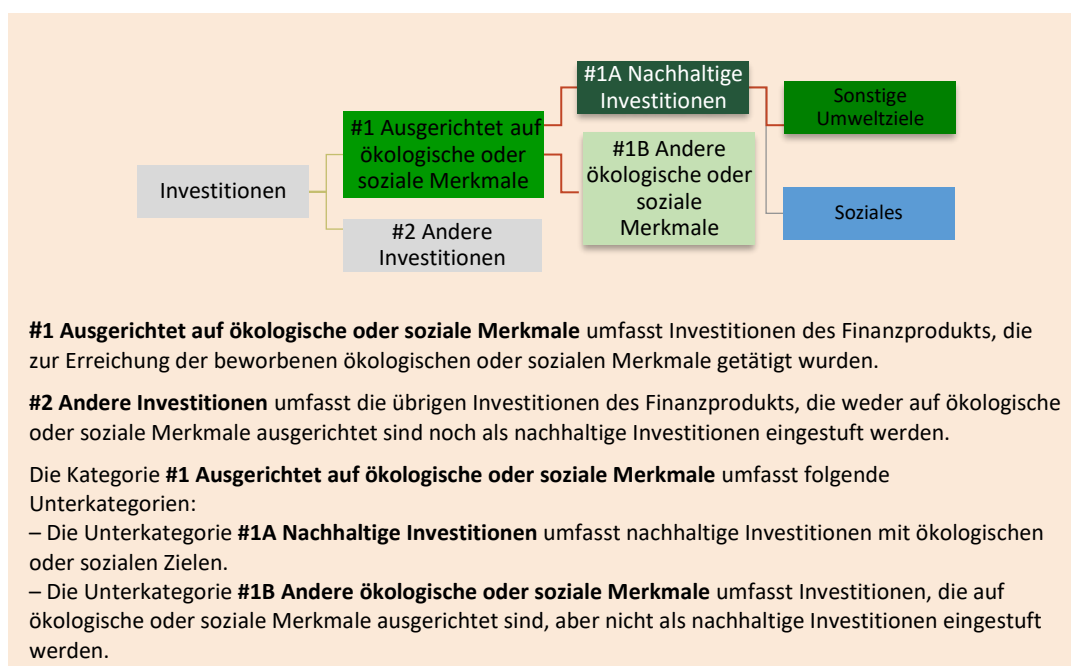 #1A Nachhaltige
Investitionen
Sonstige
Umweltziele
#1 Ausgerichtet auf
ökologische oder
soziale Merkmale
#1B Andere
ökologische oder
soziale
Merkmale
Investitionen
Soziales
#2 Andere
Investitionen
#1 Ausgerichtet auf ökologische oder soziale Merkmale umfasst Investitionen des Finanzprodukts, die
zur Erreichung der beworbenen ökologischen oder sozialen Merkmale getätigt wurden.
#2 Andere Investitionen umfasst die übrigen Investitionen des Finanzprodukts, die weder auf ökologische
oder soziale Merkmale ausgerichtet sind noch als nachhaltige Investitionen eingestuft werden.
Die Kategorie #1 Ausgerichtet auf ökologische oder soziale Merkmale umfasst folgende
Unterkategorien:
– Die Unterkategorie #1A Nachhaltige Investitionen umfasst nachhaltige Investitionen mit ökologischen
oder sozialen Zielen.
– Die Unterkategorie #1B Andere ökologische oder soziale Merkmale umfasst Investitionen, die auf
ökologische oder soziale Merkmale ausgerichtet sind, aber nicht als nachhaltige Investitionen eingestuft
werden.